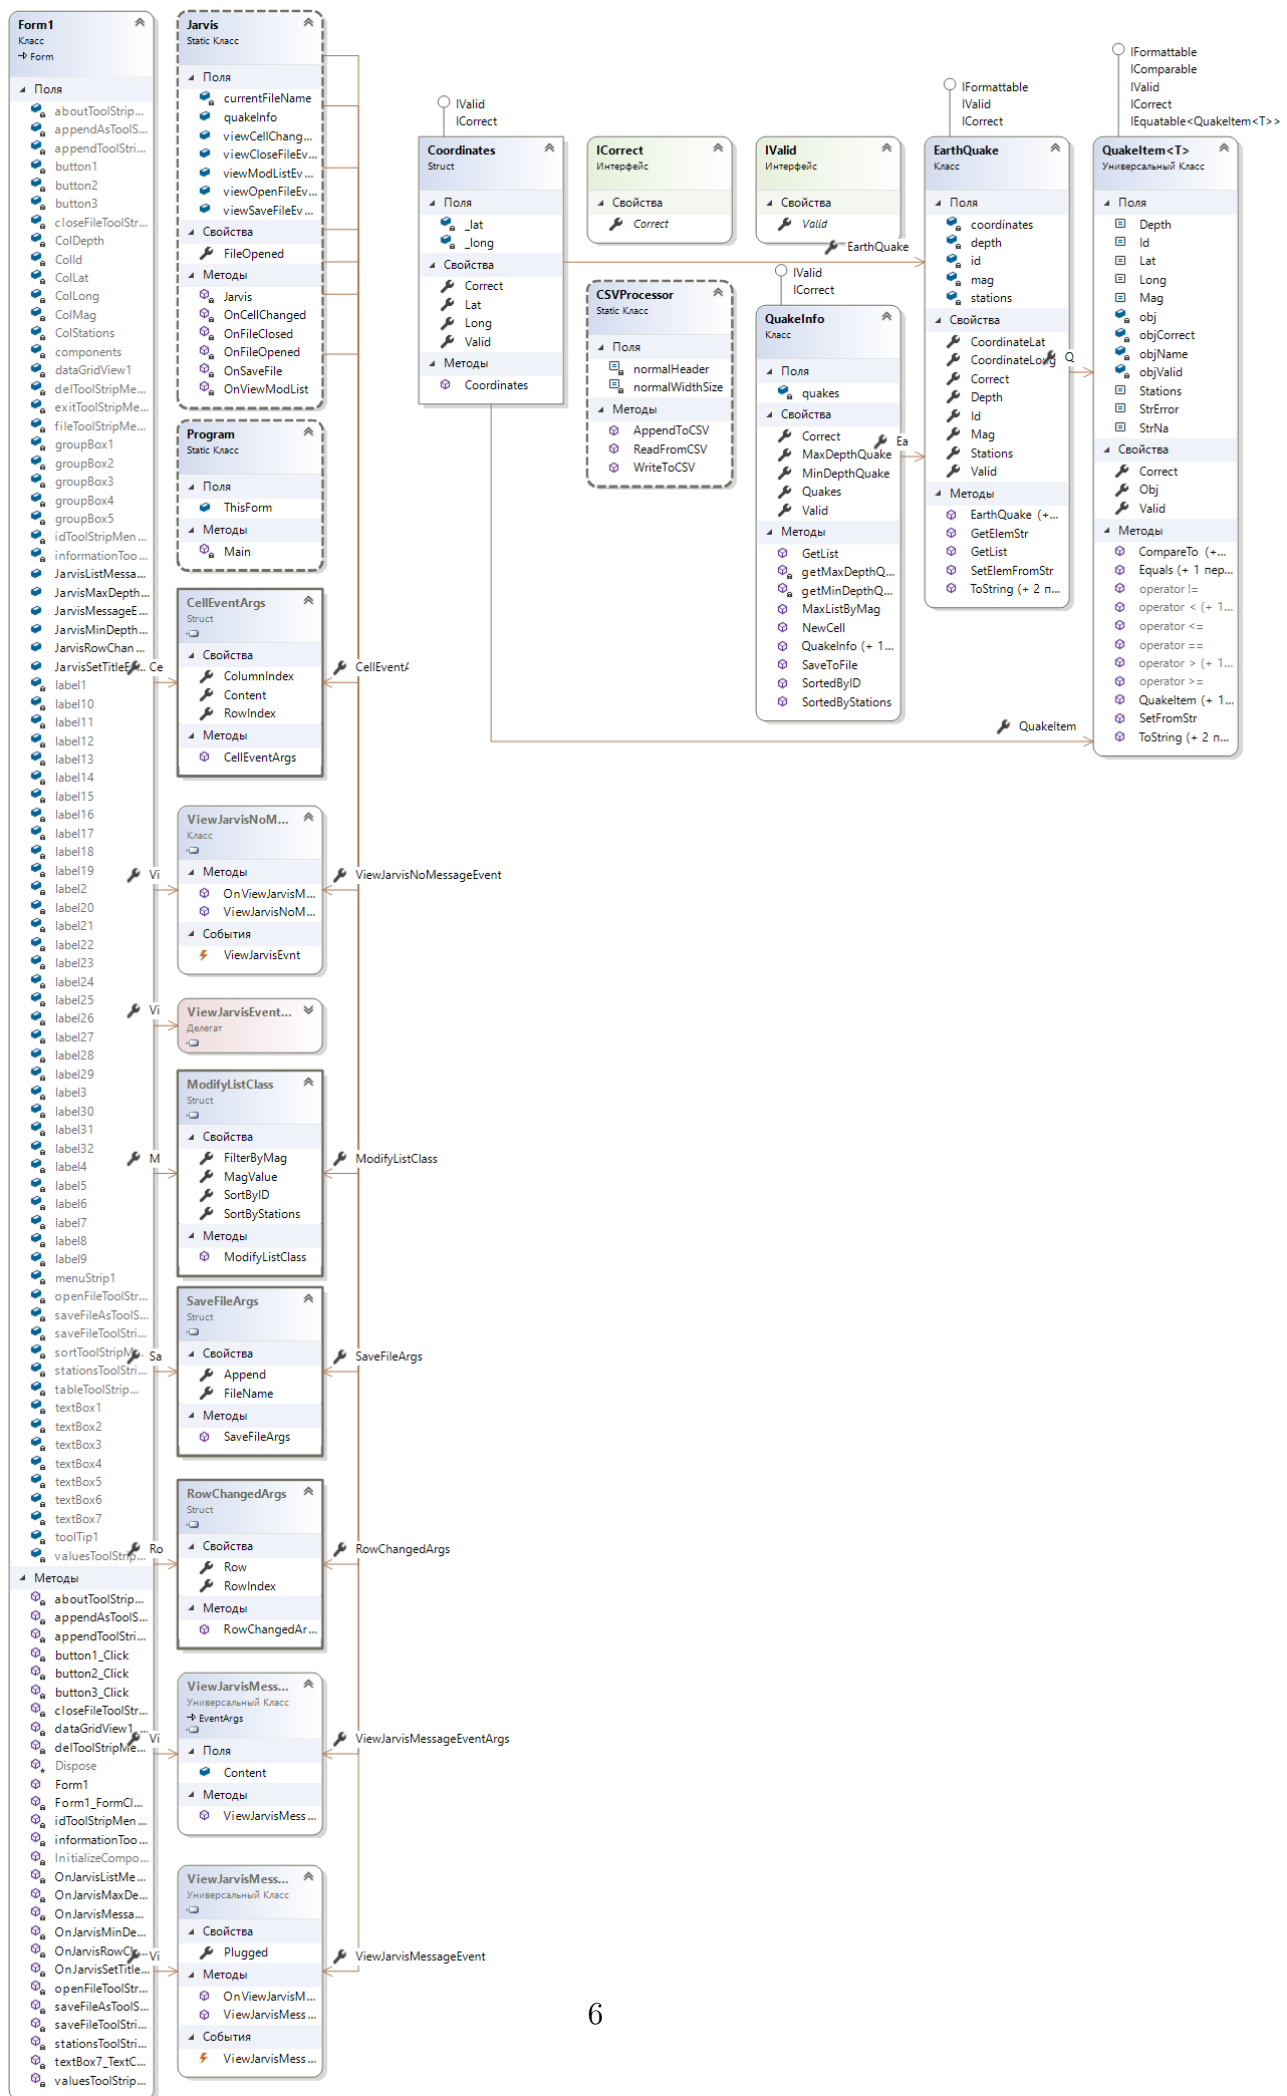 Form1
Класс
Form
Поля
aboutToolStrip...
appendAsToolS...
appendToolStri...
button1
button2
button3
closeFileToolStr...
ColDepth
ColId
ColLat
ColLong
ColMag
ColStations
components
dataGridView1
delToolStripMe...
exitToolStripMe...
fileToolStripMe...
groupBox1
groupBox2
groupBox3
groupBox4
groupBox5
idToolStripMen...
informationToo...
JarvisListMessa...
JarvisMaxDepth...
JarvisMessageE...
JarvisMinDepth...
JarvisRowChan...
JarvisSetTitleE...
label1
label10
label11
label12
label13
label14
label15
label16
label17
label18
label19
label2
label20
label21
label22
label23
label24
label25
label26
label27
label28
label29
label3
label30
label31
label32
label4
label5
label6
label7
label8
label9
menuStrip1
openFileToolStr...
saveFileAsToolS...
saveFileToolStri...
sortToolStripM...
stationsToolStri...
tableToolStrip...
textBox1
textBox2
textBox3
textBox4
textBox5
textBox6
textBox7
toolTip1
valuesToolStrip...
Методы
aboutToolStrip...
appendAsToolS...
appendToolStri...
button1_Click
button2_Click
button3_Click
closeFileToolStr...
dataGridView1_...
delToolStripMe...
Dispose
Form1
Form1_FormCl...
idToolStripMen...
informationToo...
InitializeCompo...
OnJarvisListMe...
OnJarvisMaxDe...
OnJarvisMessa...
OnJarvisMinDe...
OnJarvisRowCh...
OnJarvisSetTitle...
openFileToolStr...
saveFileAsToolS...
saveFileToolStri...
stationsToolStri...
textBox7_TextC...
valuesToolStrip...
Ce
Vi
Vi
M
Sa
Ro
Vi
Vi
Jarvis
Static Класс
Поля
currentFileName
quakeInfo
viewCellChang...
viewCloseFileEv...
viewModListEv...
viewOpenFileEv...
viewSaveFileEv...
Свойства
FileOpened
Методы
Jarvis
OnCellChanged
OnFileClosed
OnFileOpened
OnSaveFile
OnViewModList
Program
Static Класс
Поля
ThisForm
Методы
Main
CellEventArgs
Struct
Свойства
ColumnIndex
Content
RowIndex
Методы
CellEventArgs
ViewJarvisNoM...
Класс
Методы
OnViewJarvisM...
ViewJarvisNoM...
События
ViewJarvisEvnt
ViewJarvisEvent...
Делегат
ModifyListClass
Struct
Свойства
FilterByMag
MagValue
SortByID
SortByStations
Методы
ModifyListClass
SaveFileArgs
Struct
Свойства
Append
FileName
Методы
SaveFileArgs
RowChangedArgs
Struct
Свойства
Row
RowIndex
Методы
RowChangedAr...
ViewJarvisMess...
Универсальный Класс
EventArgs
Поля
Content
Методы
ViewJarvisMess...
ViewJarvisMess...
Универсальный Класс
Свойства
Plugged
Методы
OnViewJarvisM...
ViewJarvisMess...
События
ViewJarvisMess...
CellEventA
ViewJarvisNoMessageEvent
ModifyListClass
SaveFileArgs
RowChangedArgs
ViewJarvisMessageEventArgs
ViewJarvisMessageEvent
IValid
ICorrect
Coordinates
Struct
Поля
_lat
_long
Свойства
Correct
Lat
Long
Valid
Методы
Coordinates
ICorrect
Интерфейс
Свойства
Correct
CSVProcessor
Static Класс
Поля
normalHeader
normalWidthSize
Методы
AppendToCSV
ReadFromCSV
WriteToCSV
IValid
Интерфейс
Свойства
Valid
EarthQuake
IValid
ICorrect
QuakeInfo
Класс
Поля
quakes
Свойства
Correct
MaxDepthQuake
MinDepthQuake
Quakes
Valid
Методы
GetList
getMaxDepthQ...
getMinDepthQ...
MaxListByMag
NewCell
QuakeInfo (+ 1...
SaveToFile
SortedByID
SortedByStations
Ea
IFormattable
IValid
ICorrect
EarthQuake
Класс
Поля
coordinates
depth
id
mag
stations
Свойства
CoordinateLat
CoordinateLong
Correct
Depth
Id
Mag
Stations
Valid
Методы
EarthQuake (+...
GetElemStr
GetList
SetElemFromStr
ToString (+ 2 п...
Q
QuakeItem
IFormattable
IComparable
IValid
ICorrect
IEquatable<QuakeItem<T>>
QuakeItem<T>
Универсальный Класс
Поля
Depth
Id
Lat
Long
Mag
obj
objCorrect
objName
objValid
Stations
StrError
StrNa
Свойства
Correct
Obj
Valid
Методы
CompareTo (+...
Equals (+ 1 пер...
operator !=
operator < (+ 1...
operator <=
operator ==
operator > (+ 1...
operator >=
QuakeItem (+ 1...
SetFromStr
ToString (+ 2 п...
6